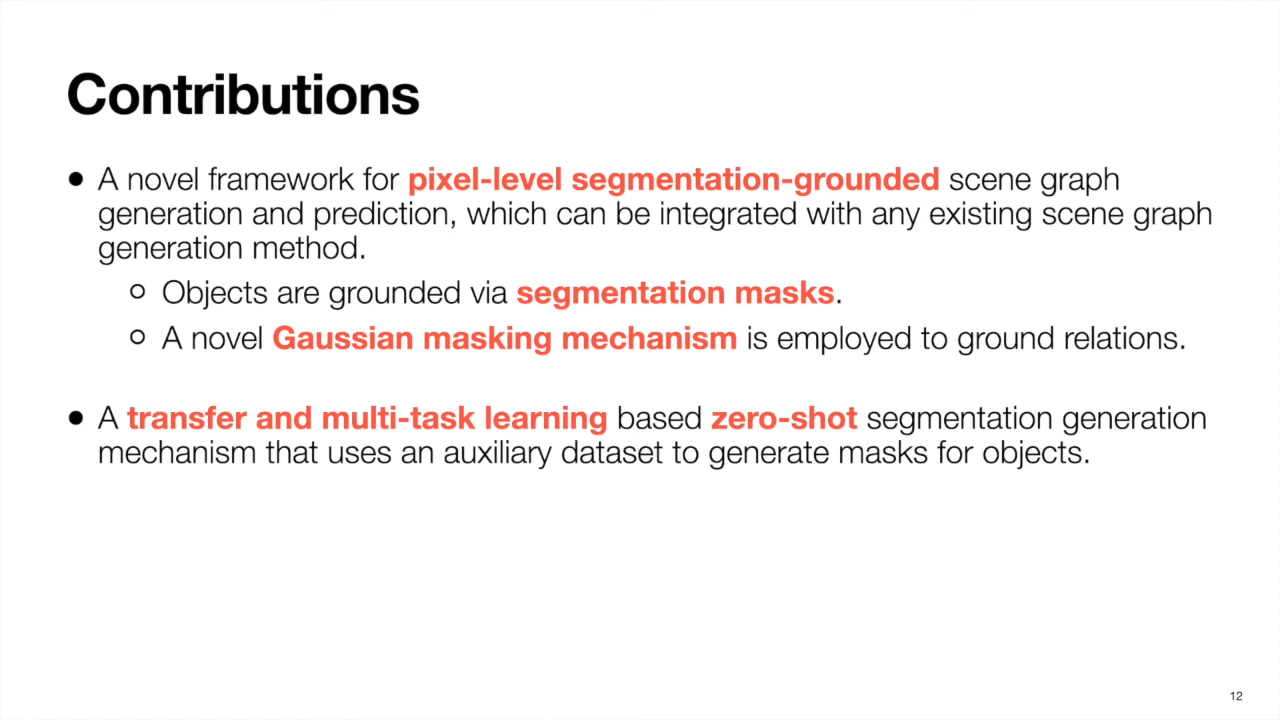 Contributions
● A novel framework for pixel-level segmentation-grounded scene graph
generation and prediction, which can be integrated with any existing scene graph
generation method.
○ Objects are grounded via segmentation masks.
○ A novel Gaussian masking mechanism is employed to ground relations.
● A transfer and multi-task learning based zero-shot segmentation generation
mechanism that uses an auxiliary dataset to generate masks for objects.
12